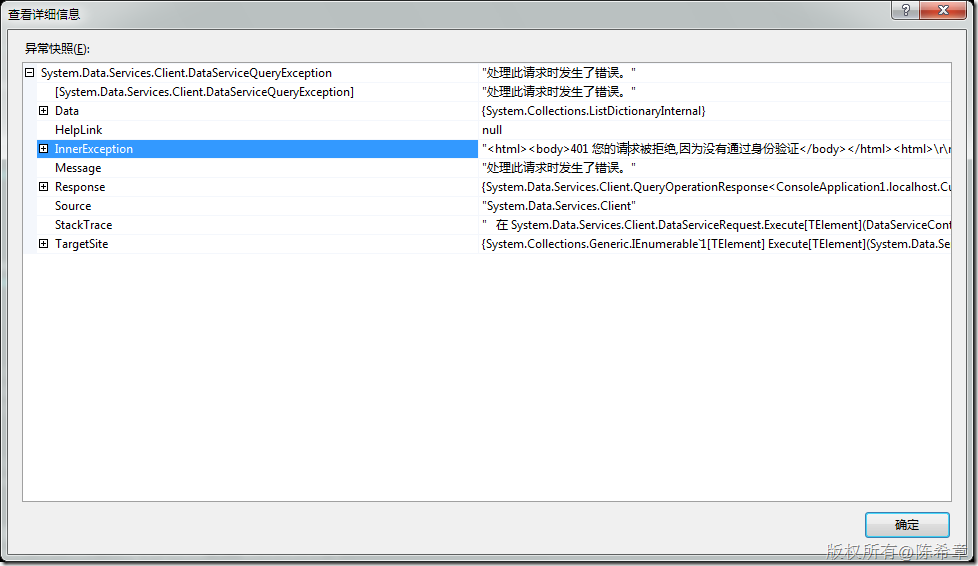 查看详细信息
异常快照(E):
System.Data.Services.Client.DataServiceQueryException "处理此请求时发生了错误。"
[System.Data.Services.Client.DataServiceQueryException] "处理此请求时发生了错误。"
Data {System.Collections.ListDictionaryInternal}
HelpLink null
InnerException "<html><body>401 您的请求被拒绝,因为没有通过身份验证</body></html><html>\r\r
Message "处理此请求时发生了错误。"
Response {System.Data.Services.Client.QueryOperationResponse<ConsoleApplication1.localhost.Cu
Source "System.Data.Services.Client"
StackTrace " 在 System.Data.Services.Client.DataServiceRequest.Execute[TElement](DataServiceCont
TargetSite {System.Collections.Generic.IEnumerable`1[TElement] Execute[TElement](System.Data.Se
确定
版权所有@陈希章